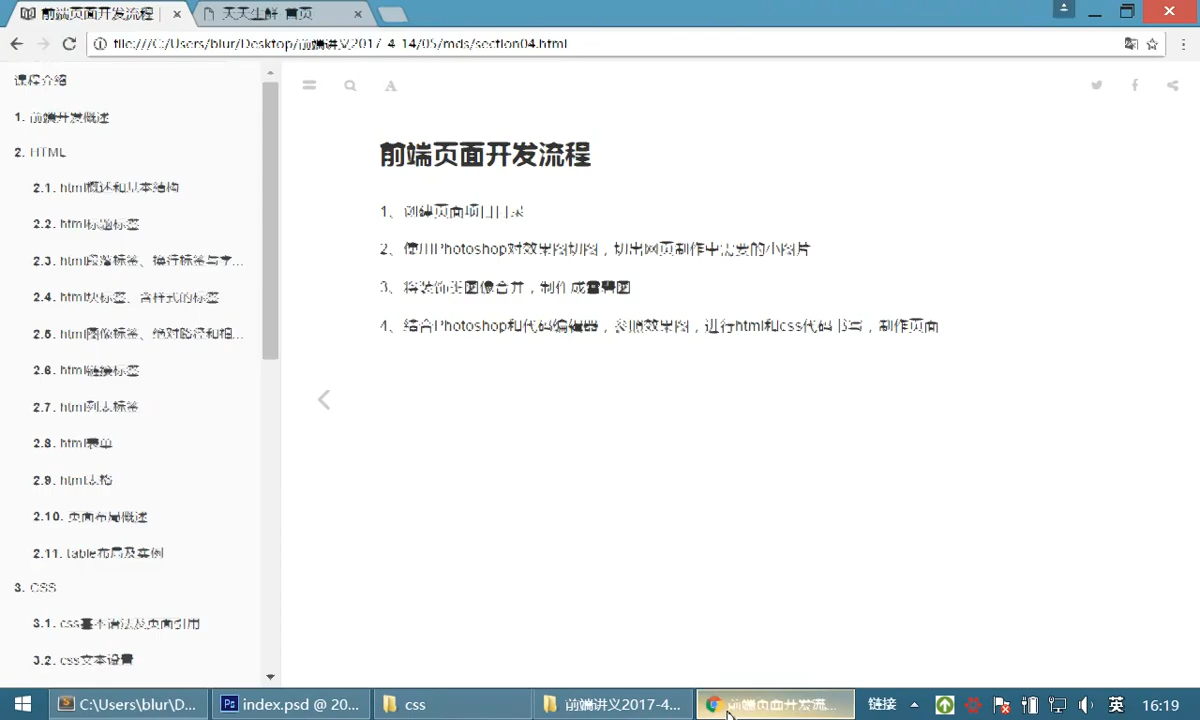 前端页面开发流程
天天生鲜-首页
file:///C:/Users/blur/Desktop/前端讲义2017-4-14/05/mds/section04.html
课程介绍
1. 前端开发概述
2. HTML
2.1. html概述和基本结构
2.2. html标题标签
2.3. html段落标签、换行标签与字...
2.4. html块标签、含样式的标签
2.5. html图像标签、绝对路径和相...
2.6. html链接标签
2.7. html列表标签
2.8. html表单
2.9. html表格
2.10. 页面布局概述
2.11. table布局及实例
3. CSS
3.1. css基本语法及页面引用
3.2. css文本设置
A
前端页面开发流程
1、创建页面项目目录
2、使用Photoshop对效果图切图，切出网页制作中需要的小图片
3、将装饰类图像合并，制作成雪碧图
4、结合Photoshop和代码编辑器，参照效果图，进行html和css代码书写，制作页面
C:\Users\blur\D...
index.psd @ 20...
css
前端讲义2017-4...
前端页面开发流...
链接
英
16:19